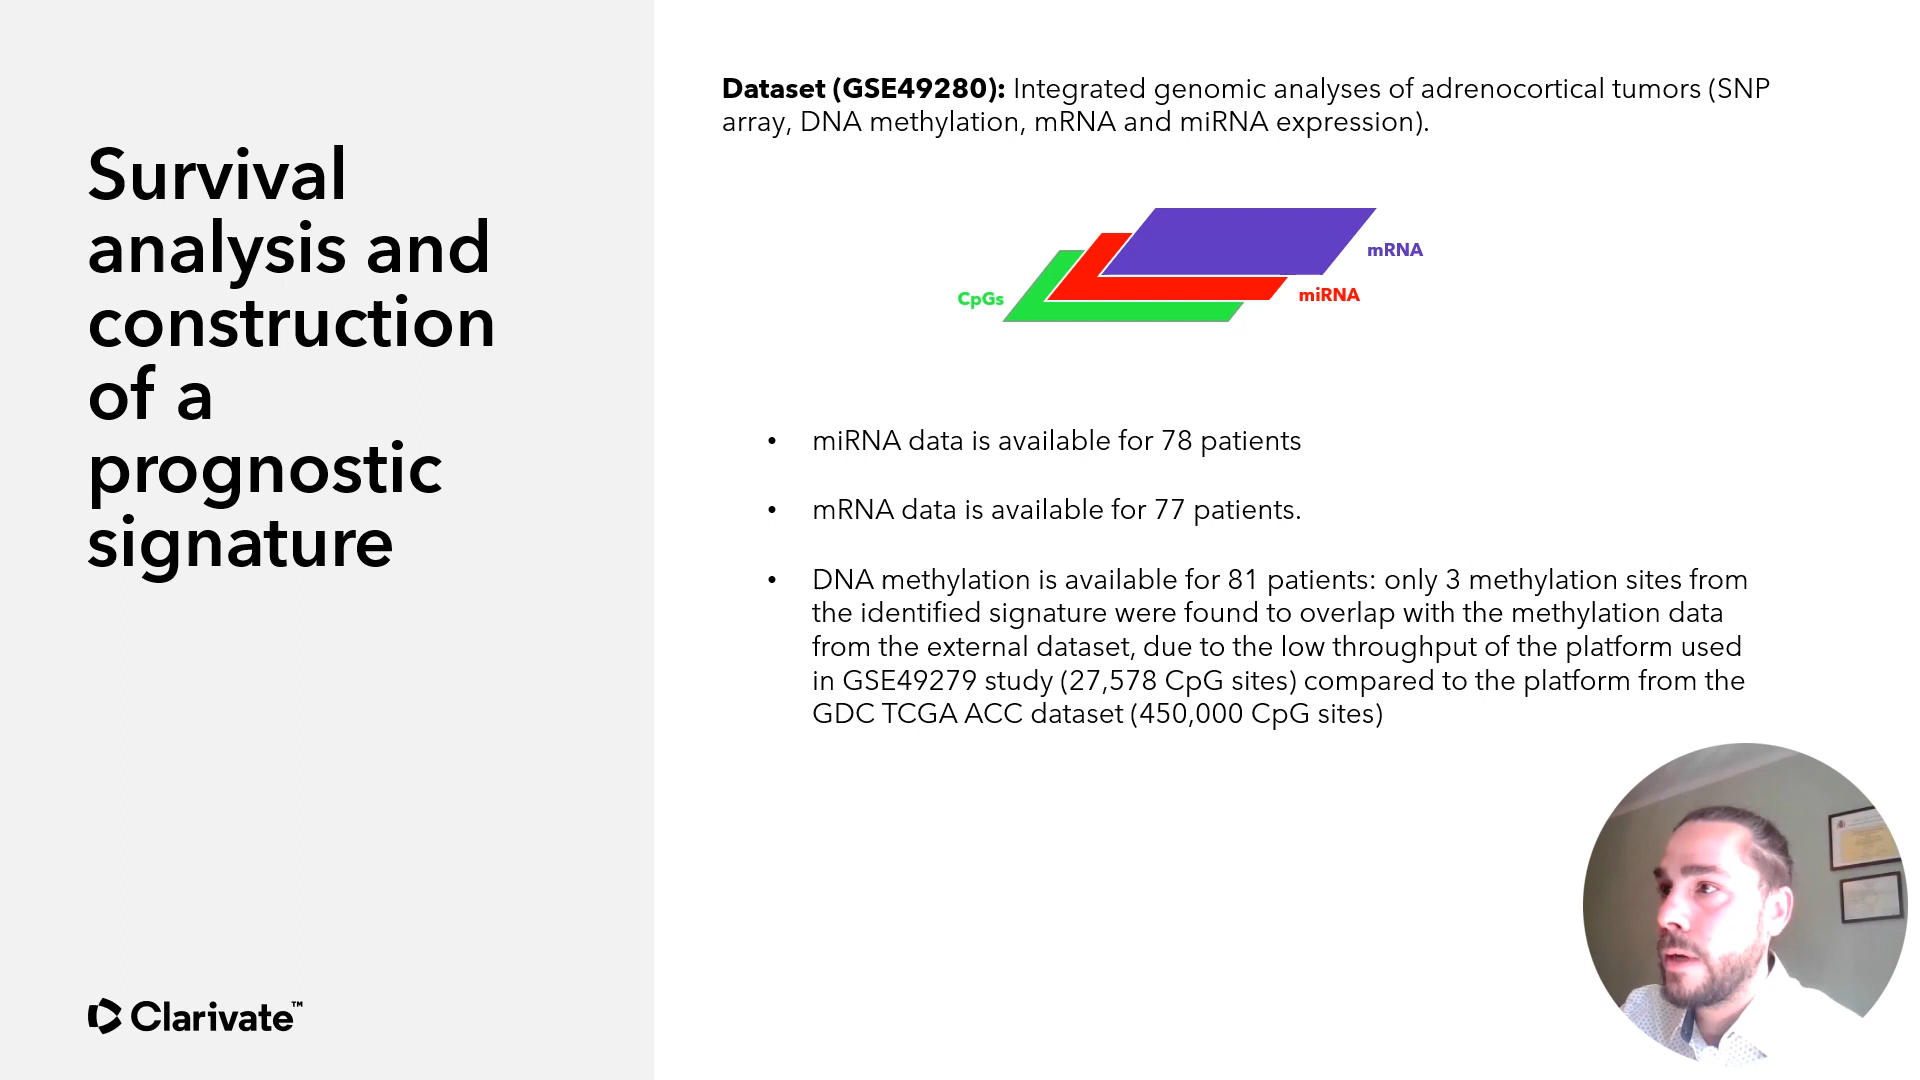 Survival
analysis and
construction
of a
prognostic
signature
Dataset (GSE49280): Integrated genomic analyses of adrenocortical tumors (SNP
array, DNA methylation, mRNA and miRNA expression).
mRNA
miRNA
CpGs
• miRNA data is available for 78 patients
• mRNA data is available for 77 patients.
• DNA methylation is available for 81 patients: only 3 methylation sites from
the identified signature were found to overlap with the methylation data
from the external dataset, due to the low throughput of the platform used
in GSE49279 study (27,578 CpG sites) compared to the platform from the
GDC TCGA ACC dataset (450,000 CpG sites)
Clarivate™